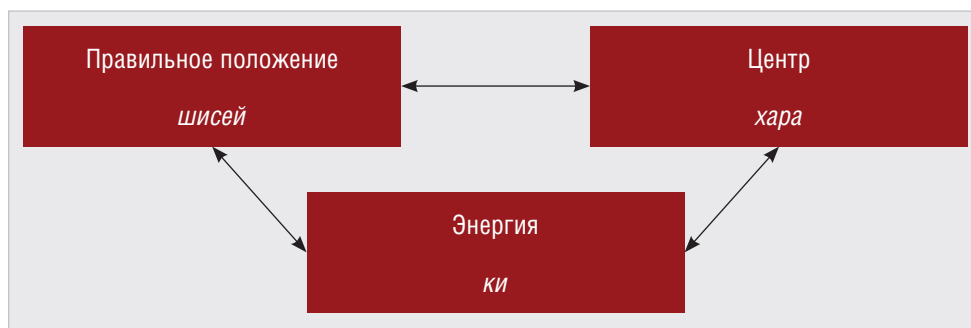 Правильное положение
шисей
Центр
хара
Энергия
ки